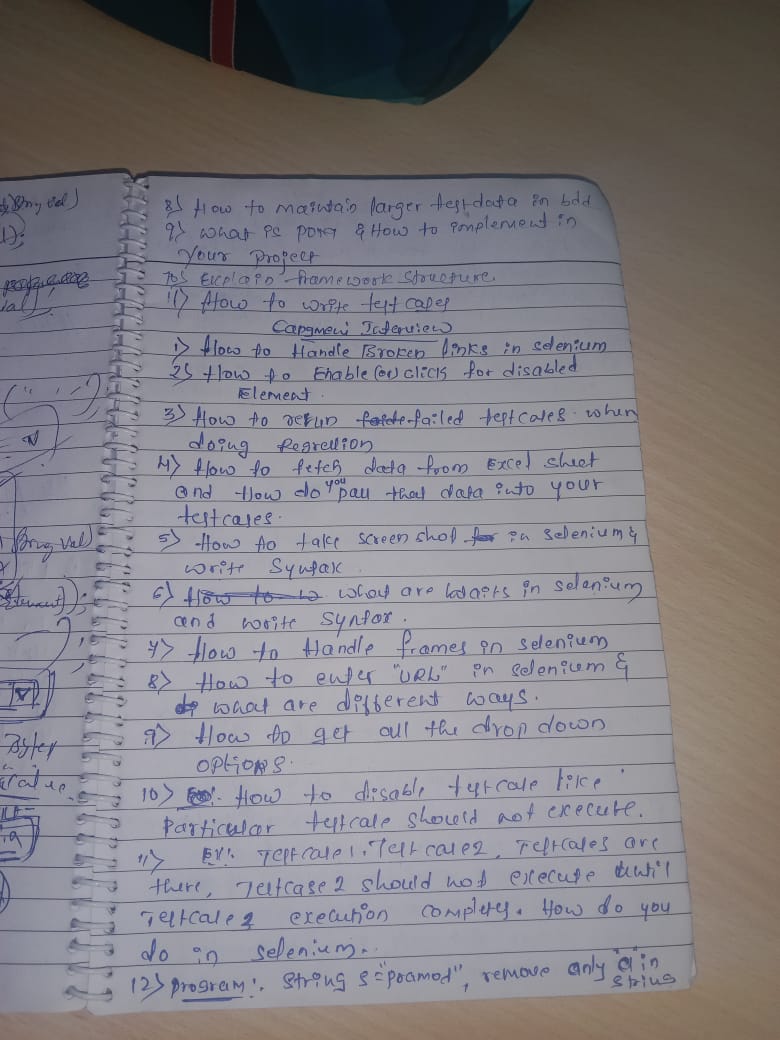 8) How to maintain larger testdata in bdd
9) what is pom & How to implement in
Your project
10) Explain framework structure
11) How to write test cases
Capgmeni Interview
1) How to Handle Broken links in selenium
2) How to Enable (or) click for disabled
Element.
3) How to rerun failed testcases when
doing Regression
4) How to fetch data from Excel sheet
and How do you pass that data into your
testcases.
5) How to take screen shot in selenium &
write Syntax
6) what are waits in selenium
and write syntax.
7) How to Handle frames in selenium
8) How to enter "URL" in selenium &
what are different ways.
9) How to get all the drop down
options.
10) How to disable testcase like
Particular testcase should not execute.
11) EX: Testcase1, Testcase2, Testcases are
there, Testcase 2 should not execute until
Testcase execution completes. How do you
do in selenium.
12) program: String s="pramod", remove only "a" in
string